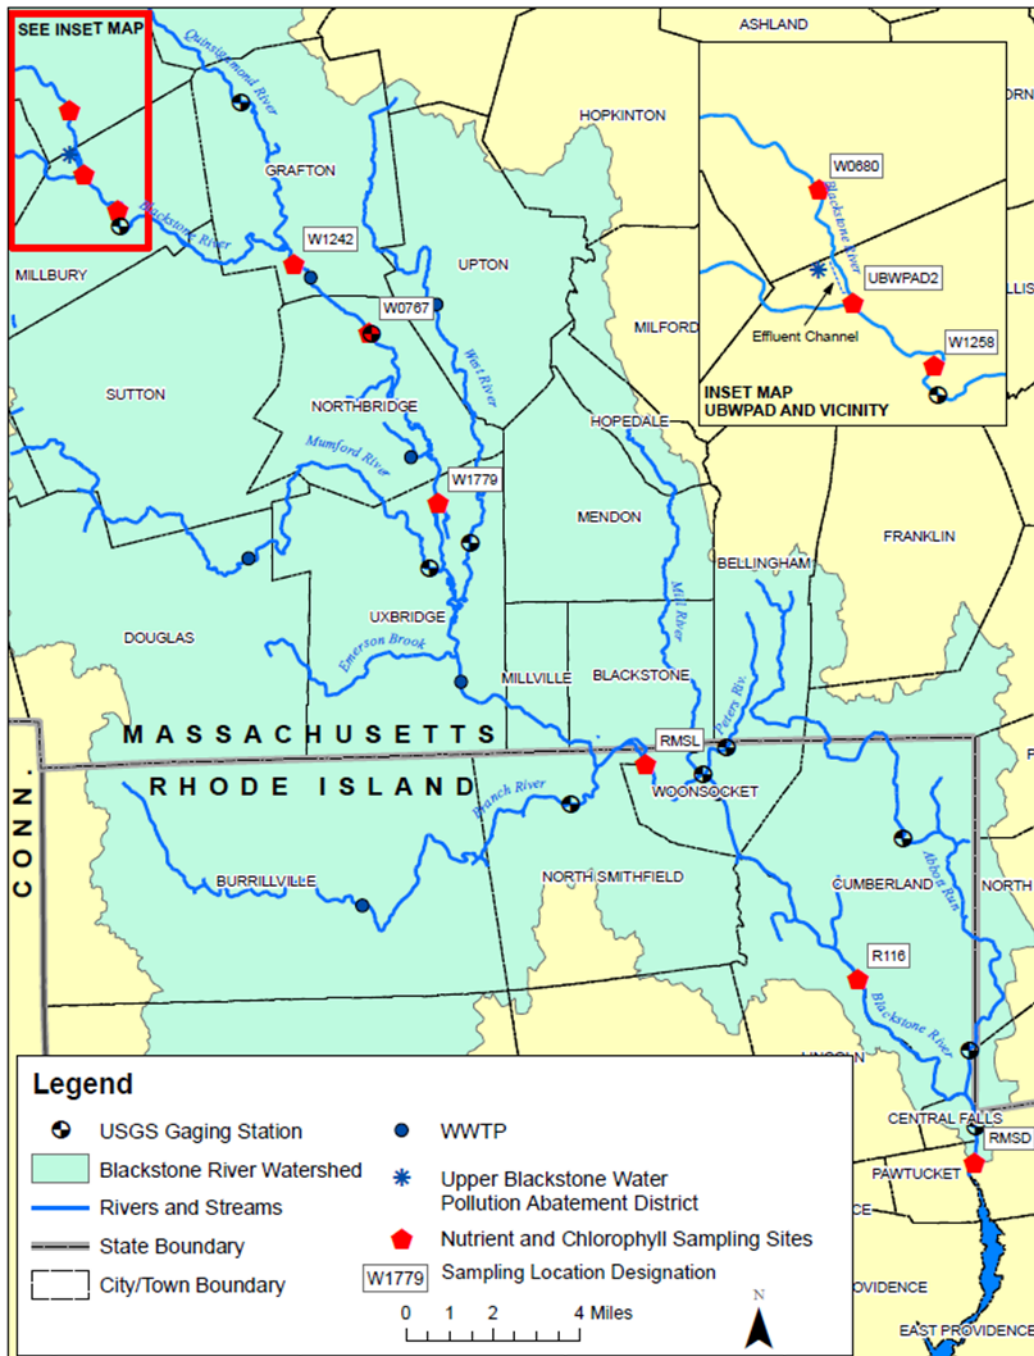 SEE INSET MAP
Quinsigamond River
ASHLAND
HOPKINTON
GRAFTON
Blackstone River
W1242
UPTON
MILLBURY
W0767
MILFORD
SUTTON
West River
NORTHBRIDGE
HOPEDALE
Mumford River
W1779
MENDON
FRANKLIN
BELLINGHAM
UXBRIDGE
DOUGLAS
Emerson Brook
Mill River
MILLVILLE
BLACKSTONE
Peters Riv.
W0680
Blackstone River
UBWPAD2
Effluent Channel
W1258
INSET MAP
UBWPAD AND VICINITY
MASSACHUSETTS
RHODE ISLAND
CONN.
RMSL
WOONSOCKET
Branch River
BURRILLVILLE
NORTH SMITHFIELD
CUMBERLAND
Abbott Run
NORTH
R116
Blackstone River
LINCOLN
CENTRAL FALLS
RMSD
PAWTUCKET
CE
OVIDENCE
EAST PROVIDENCE
Legend
USGS Gaging Station
Blackstone River Watershed
Rivers and Streams
State Boundary
City/Town Boundary
WWTP
Upper Blackstone Water
Pollution Abatement District
Nutrient and Chlorophyll Sampling Sites
W1779 Sampling Location Designation
0 1 2 4 Miles
N